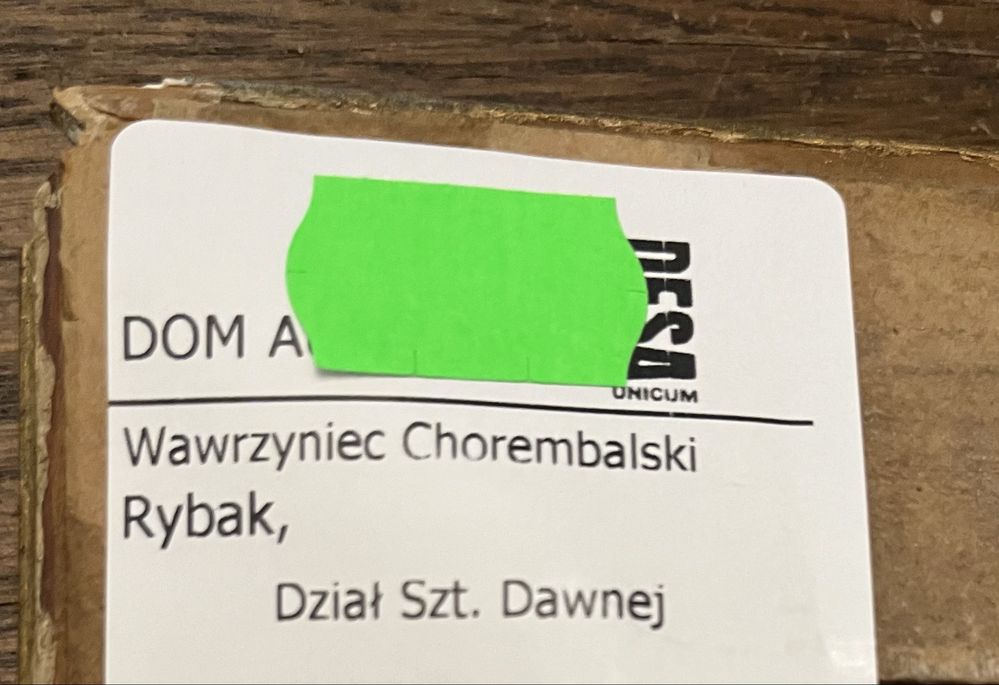 DOM
DESA
UNICUM
Wawrzyniec Chorembalski
Rybak,
Dział Szt. Dawnej